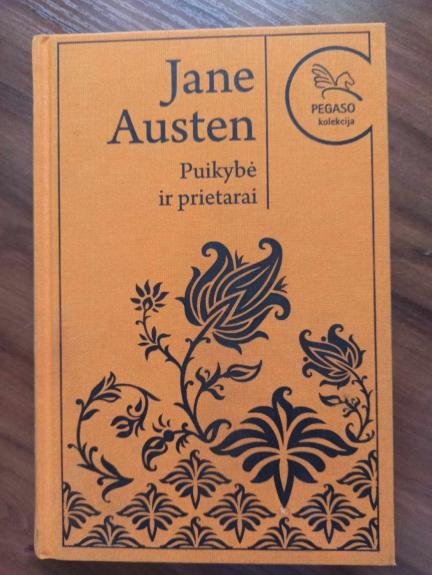 Jane
Austen
Puikybė
ir prietarai
PEGASO
kolekcija